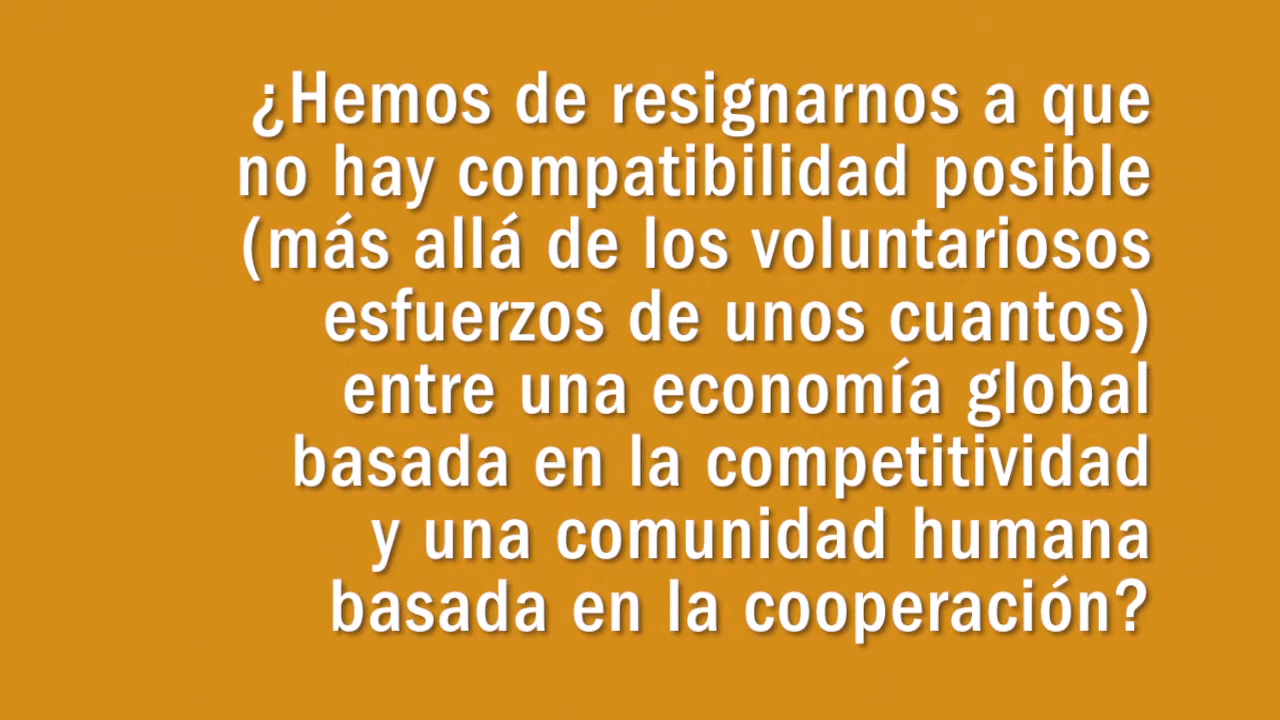 ¿Hemos de resignarnos a que
no hay compatibilidad posible
(más allá de los voluntariosos
esfuerzos de unos cuantos)
entre una economía global
basada en la competitividad
y una comunidad humana
basada en la cooperación?